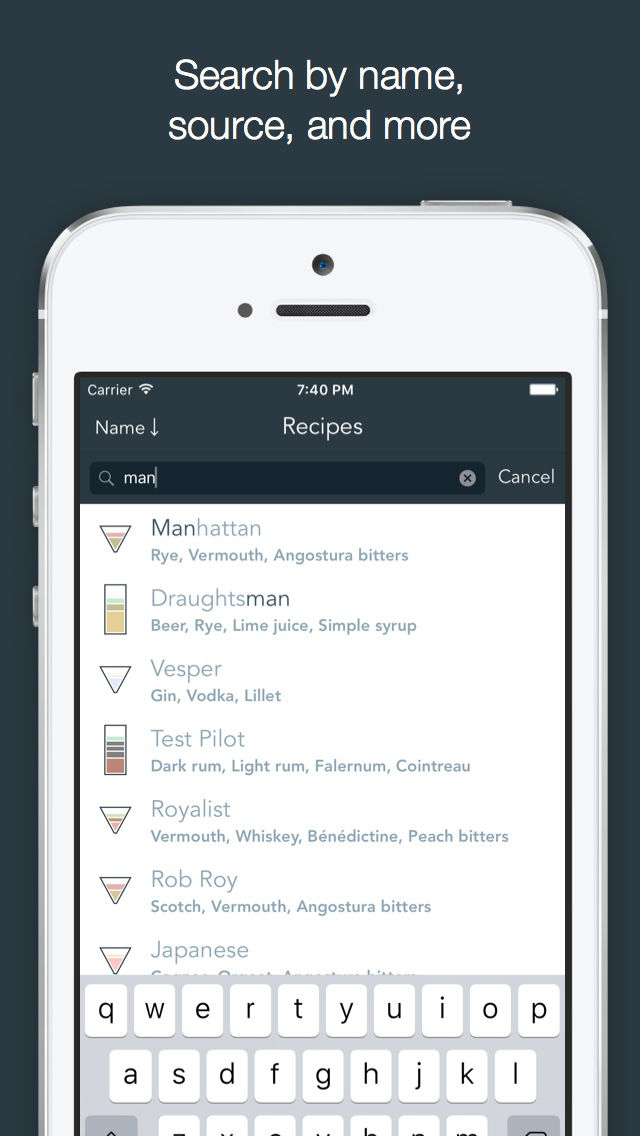 Search by name,
source, and more
Carrier 7:40 PM
Name↓ Recipes
man Cancel
Manhattan
Rye, Vermouth, Angostura bitters
Draughtsman
Beer, Rye, Lime juice, Simple syrup
Vesper
Gin, Vodka, Lillet
Test Pilot
Dark rum, Light rum, Falernum, Cointreau
Royalist
Vermouth, Whiskey, Bénédictine, Peach bitters
Rob Roy
Scotch, Vermouth, Angostura bitters
Japanese
q w e r t y u i o p
a s d f g h j k l